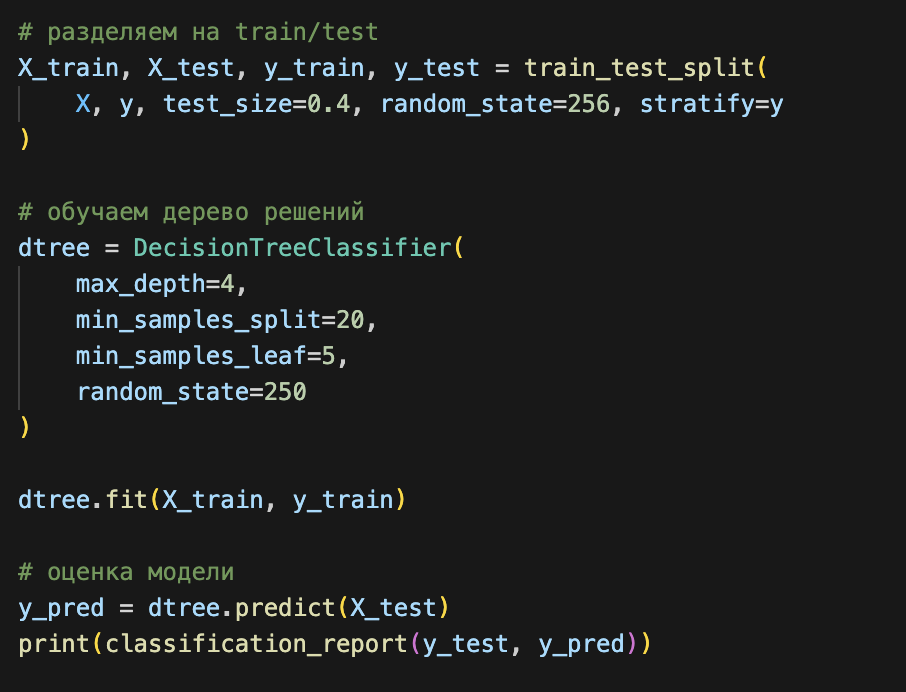 # разделяем на train/test
X_train, X_test, y_train, y_test = train_test_split(
    X, y, test_size=0.4, random_state=256, stratify=y
)
# обучаем дерево решений
dtree = DecisionTreeClassifier(
    max_depth=4,
    min_samples_split=20,
    min_samples_leaf=5,
    random_state=250
)
dtree.fit(X_train, y_train)
# оценка модели
y_pred = dtree.predict(X_test)
print(classification_report(y_test, y_pred))